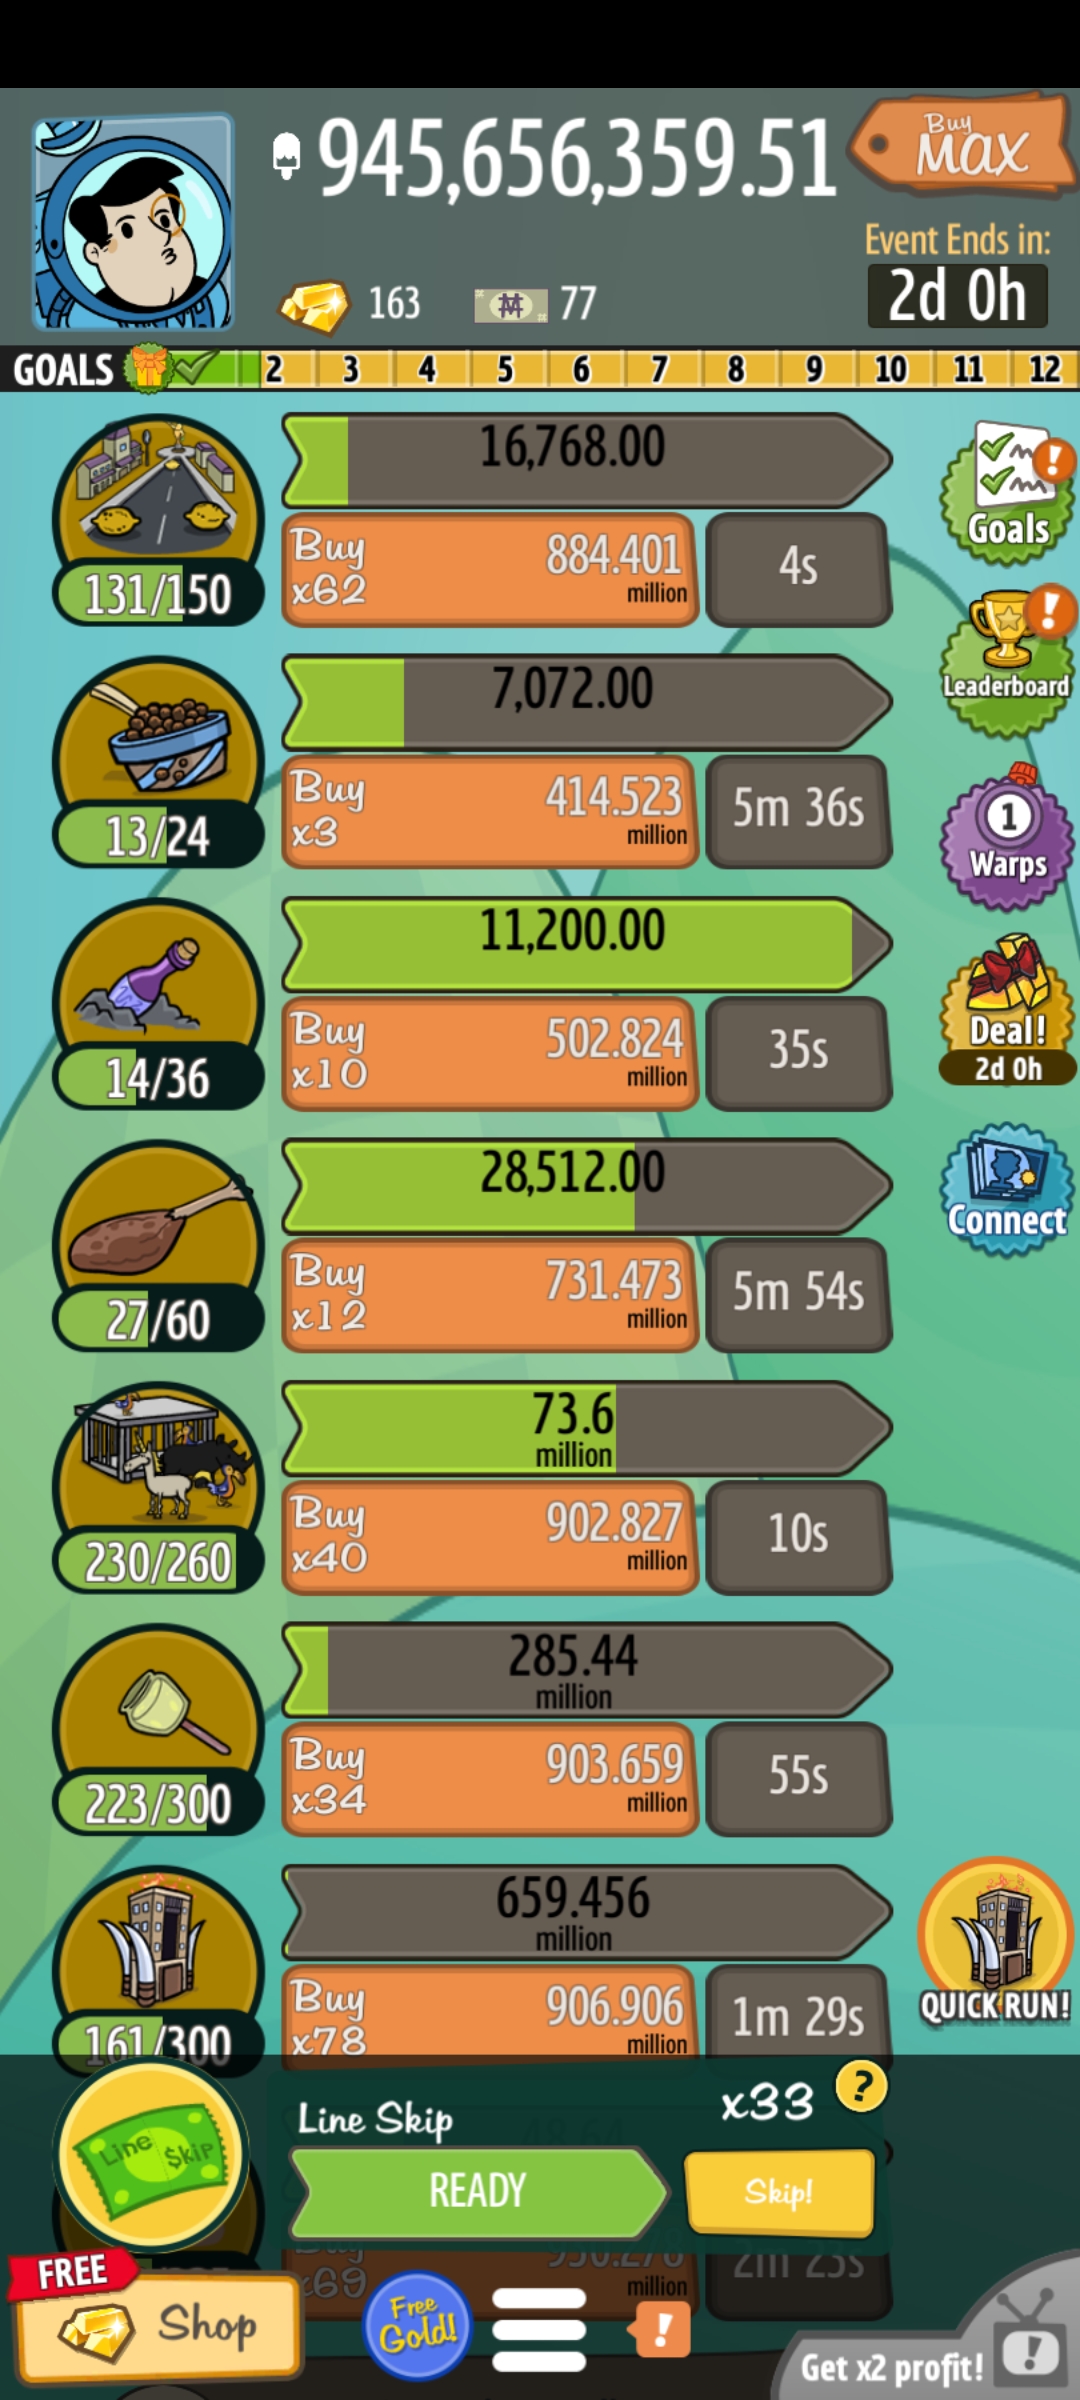 945,656,359.51
Buy
MAX
Event Ends in:
2d 0h
163
77
GOALS 2 3 4 5 6 7 8 9 10 11 12
16,768.00
Buy
x62
884.401
million
4s
131/150
Goals
7,072.00
Buy
x3
414.523
million
5m 36s
13/24
Leaderboard
11,200.00
Buy
x10
502.824
million
35s
14/36
1
Warps
Deal!
2d 0h
28,512.00
Buy
x12
731.473
million
5m 54s
27/60
Connect
73.6
million
Buy
x40
902.827
million
10s
230/260
285.44
million
Buy
x34
903.659
million
55s
223/300
659.456
million
Buy
x78
906.906
million
1m 29s
161/300
QUICK RUN!
Line Skip
Line $kip
x33
?
READY
Skip!
48.64
Buy
x69
million
2m 23s
FREE
Shop
Free
Gold!
!
Get x2 profit!